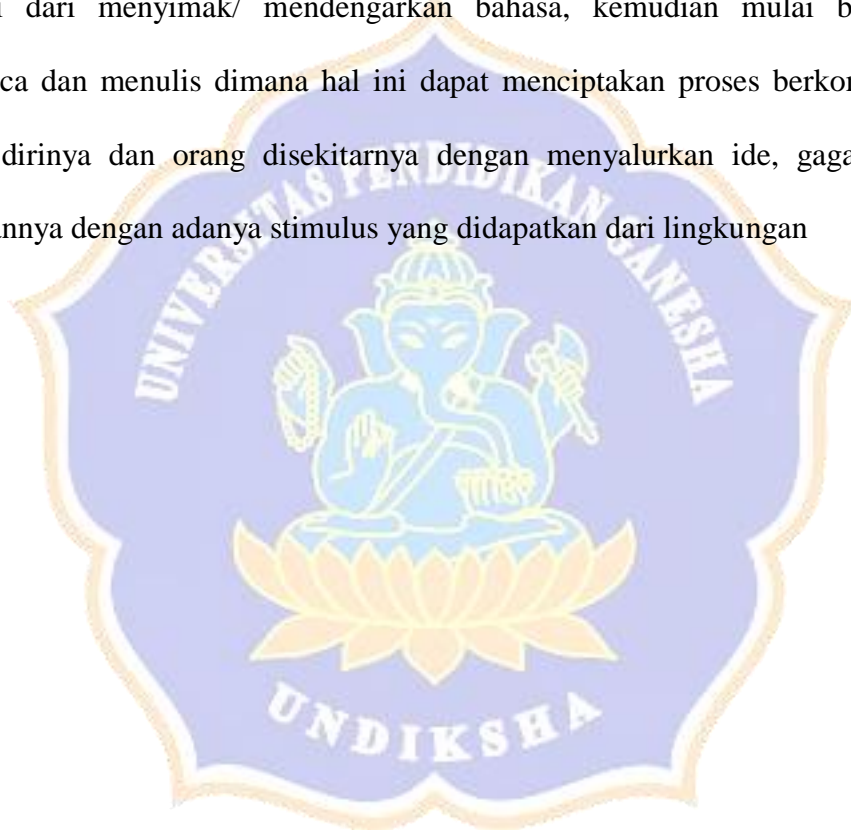 dari menyimak/ mendengarkan bahasa, kemudian mulai
dan menulis dimana hal ini dapat menciptakan proses
dirinya dan orang disekitarnya dengan menyalurkan ide,
dengan adanya stimulus yang didapatkan dari lingkungan
UNIVERSITAS PENDIDIKAN GANESHA
UNDIKSHA